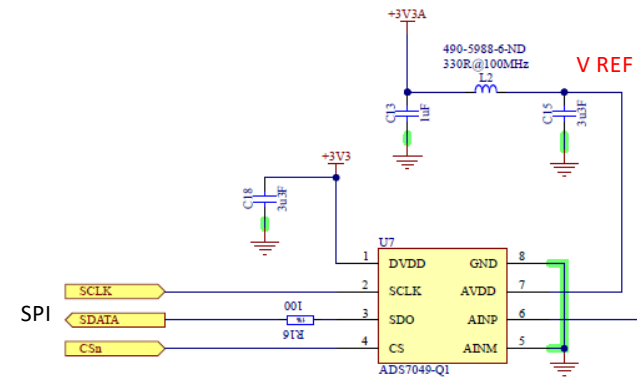 +3V3A
490-5988-6-ND
330R@100MHz
L2
V REF
C13
1uF
C15
3u3F
+3V3
C18
3u3F
U7
1 DVDD GND 8
SCLK 2 SCLK AVDD 7
SPI
SDATA 100 3 SDO AINP 6
R16
CSn 4 CS AINM 5
ADS7049-Q1